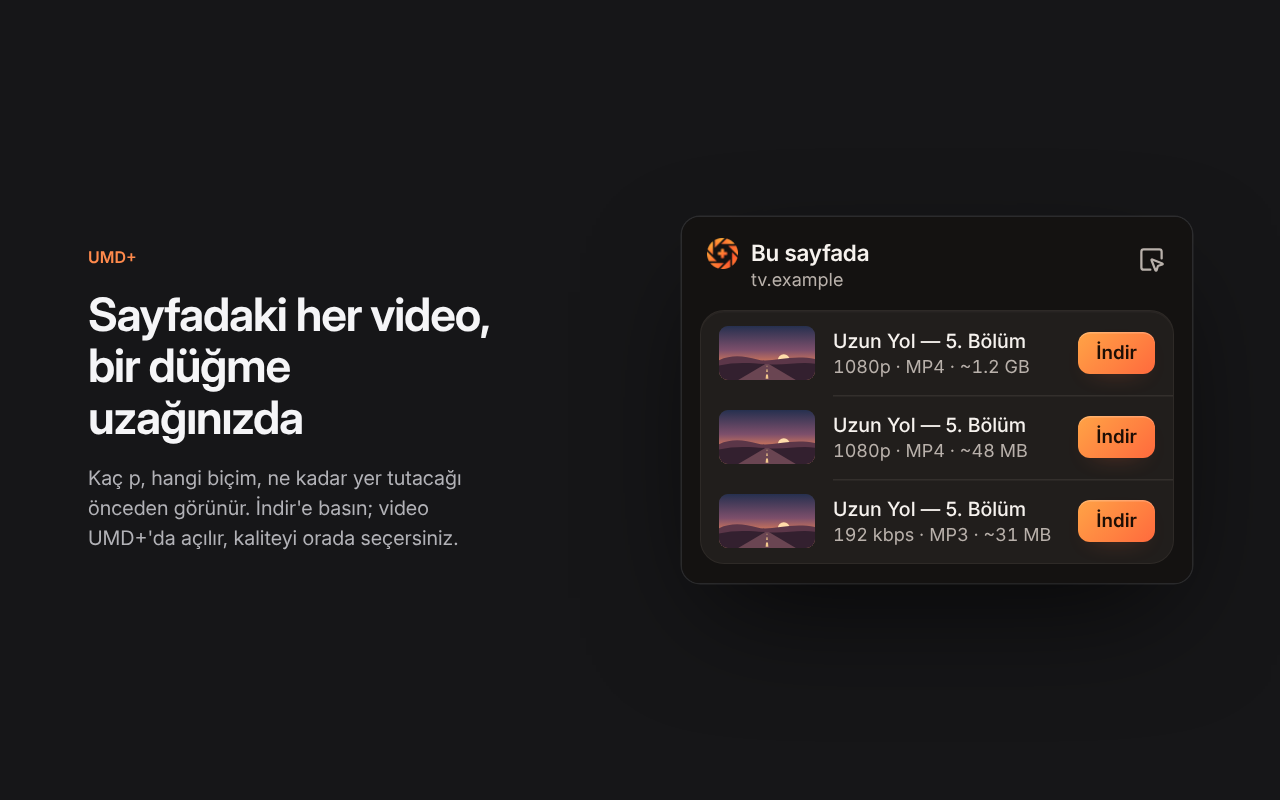 UMD+
Sayfadaki her video,
bir düğme
uzağınızda
Kaç p, hangi biçim, ne kadar yer tutacağı
önceden görünür. İndir'e basın; video
UMD+'da açılır, kaliteyi orada seçersiniz.
Bu sayfada
tv.example
Uzun Yol — 5. Bölüm
1080p · MP4 · ~1.2 GB
İndir
Uzun Yol — 5. Bölüm
1080p · MP4 · ~48 MB
İndir
Uzun Yol — 5. Bölüm
192 kbps · MP3 · ~31 MB
İndir